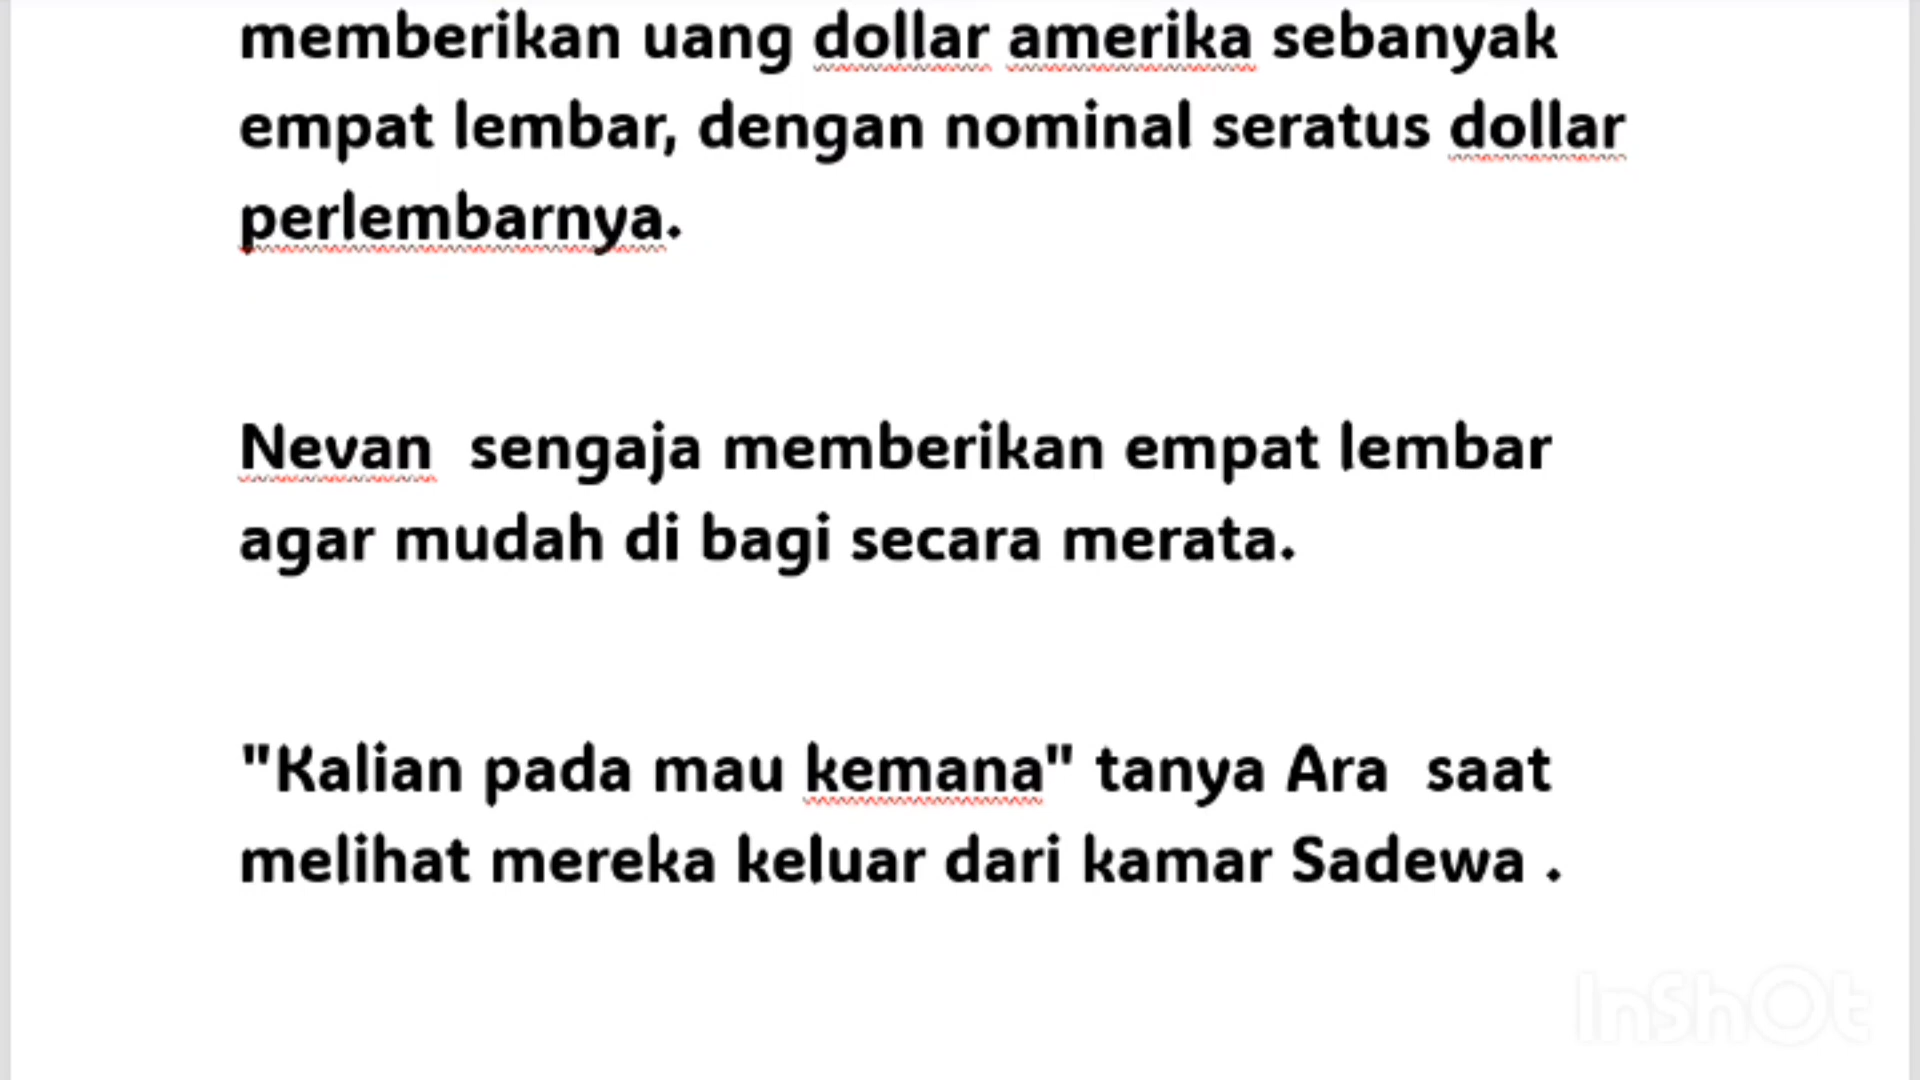 memberikan uang dollar amerika sebanyak
empat lembar, dengan nominal seratus dollar
perlembarnya.
Nevan  sengaja memberikan empat lembar
agar mudah di bagi secara merata.
"Kalian pada mau kemana" tanya Ara  saat
melihat mereka keluar dari kamar Sadewa .
InShOt